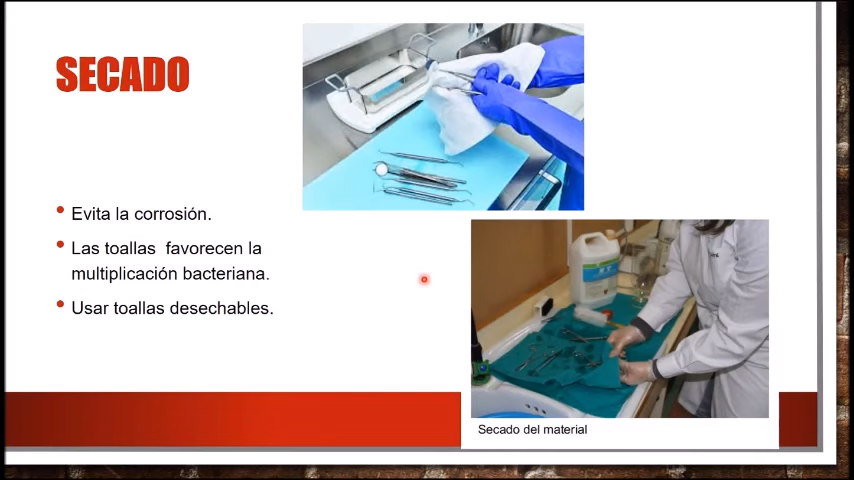 SECADO
Evita la corrosión.
Las toallas favorecen la
multiplicación bacteriana.
Usar toallas desechables.
Secado del material